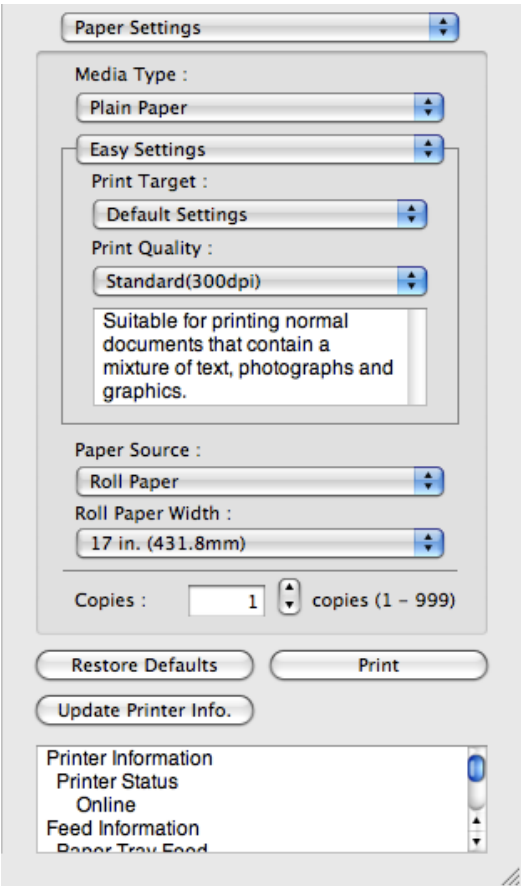 Paper Settings
Media Type :
Plain Paper
Easy Settings
Print Target :
Default Settings
Print Quality :
Standard(300dpi)
Suitable for printing normal
documents that contain a
mixture of text, photographs and
graphics.
Paper Source :
Roll Paper
Roll Paper Width :
17 in. (431.8mm)
Copies : 1 copies (1 – 999)
Restore Defaults Print
Update Printer Info.
Printer Information
Printer Status
Online
Feed Information
Paper Tray Feed